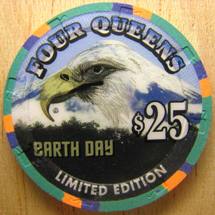 FOUR QUEENS
$25
EARTH DAY
LIMITED EDITION